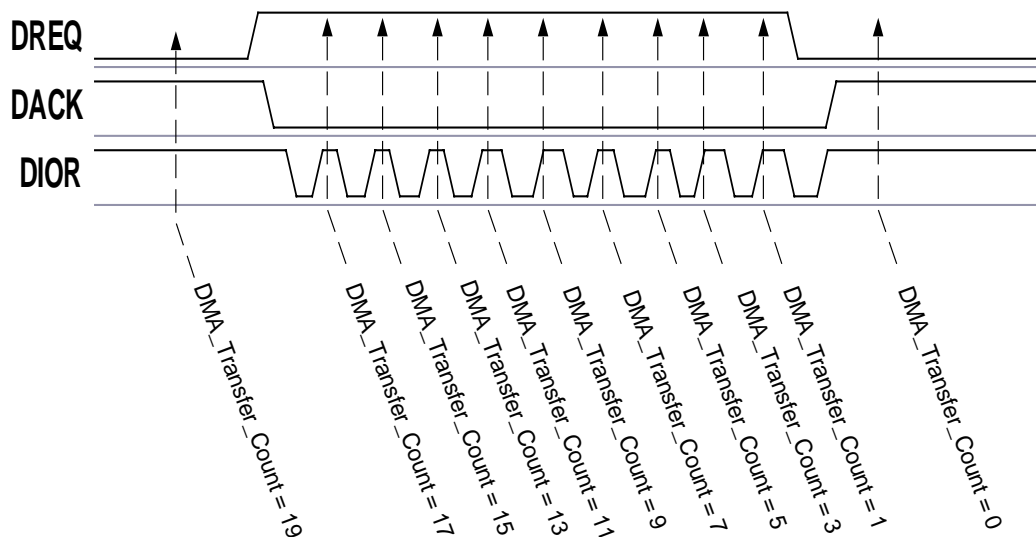 DREQ
DACK
DIOR
DMA_Transfer_Count = 19
DMA_Transfer_Count = 17
DMA_Transfer_Count = 15
DMA_Transfer_Count = 13
DMA_Transfer_Count = 11
DMA_Transfer_Count = 9
DMA_Transfer_Count = 7
DMA_Transfer_Count = 5
DMA_Transfer_Count = 3
DMA_Transfer_Count = 1
DMA_Transfer_Count = 0